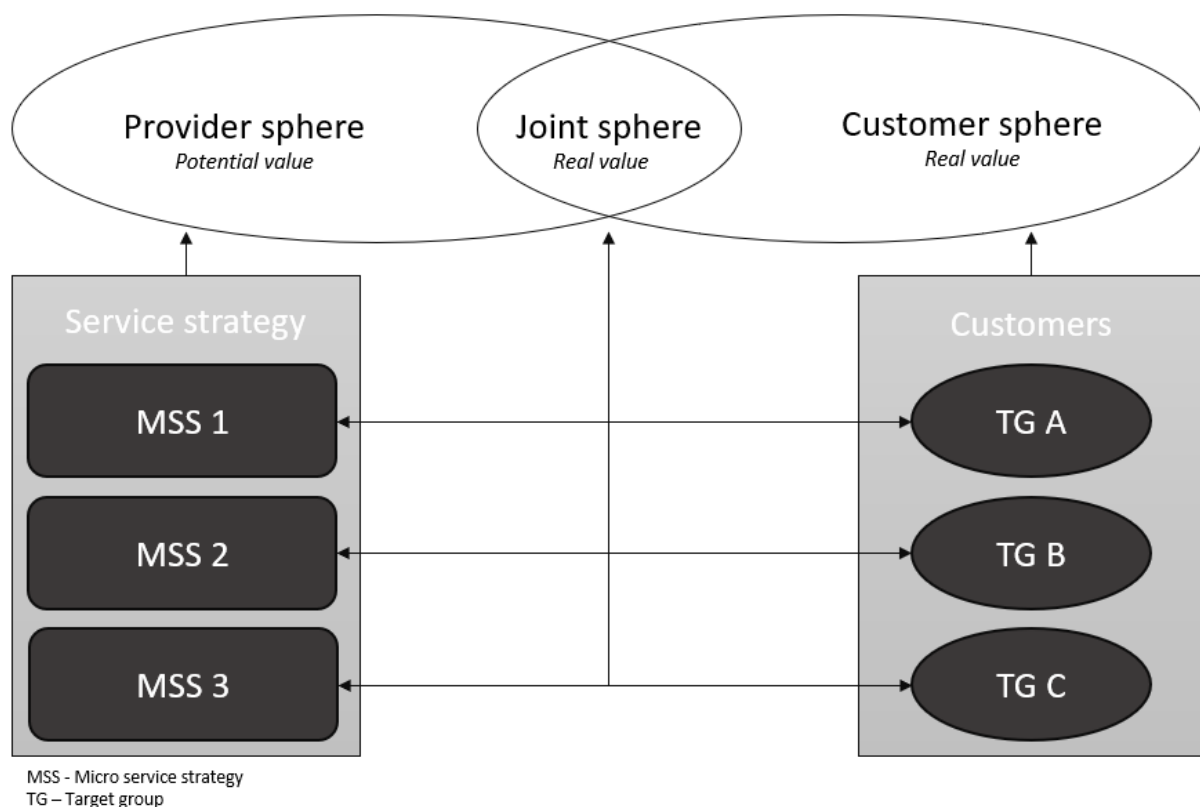 Provider sphere
Potential value
Joint sphere
Real value
Customer sphere
Real value
Service strategy
MSS 1
MSS 2
MSS 3
Customers
TG A
TG B
TG C
MSS - Micro service strategy
TG – Target group